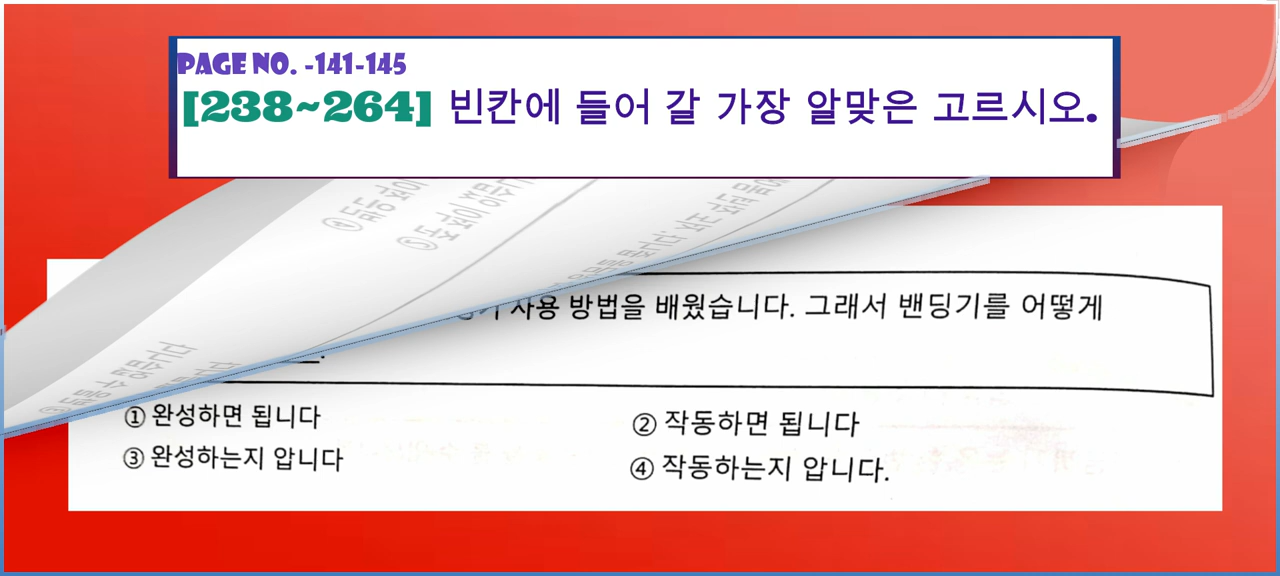 PAGE NO. -141-145
[238~264] 빈칸에 들어 갈 가장 알맞은 고르시오.
사용 방법을 배웠습니다. 그래서 밴딩기를 어떻게
① 완성하면 됩니다
② 작동하면 됩니다
③ 완성하는지 압니다
④ 작동하는지 압니다.